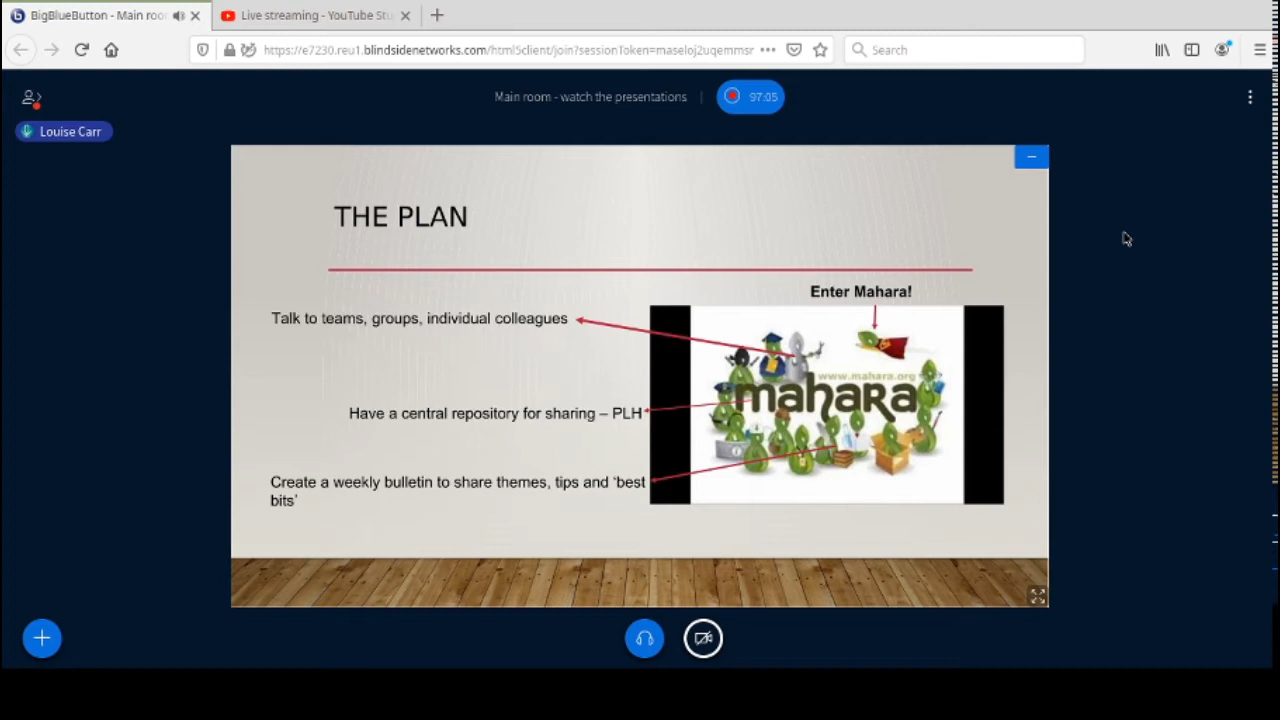 BigBlueButton - Main roo
Live streaming - YouTube Stu
https://e7230.reu1.blindsidenetworks.com/html5client/join?sessionToken=maseloj2uqemmsr
Search
Main room - watch the presentations
97:05
Louise Carr
THE PLAN
Enter Mahara!
Talk to teams, groups, individual colleagues
www.mahara.org
mahara
Have a central repository for sharing – PLH
Create a weekly bulletin to share themes, tips and ‘best
bits’